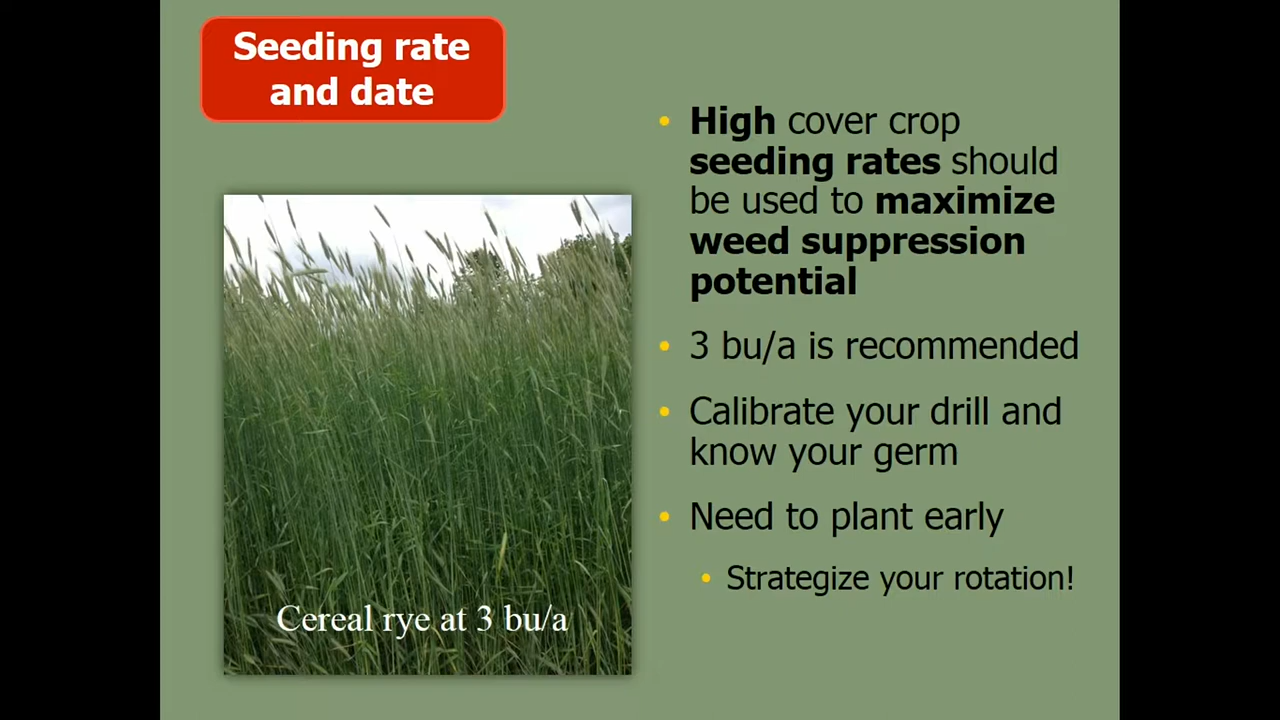 Seeding rate
and date
• High cover crop
seeding rates should
be used to maximize
weed suppression
potential
• 3 bu/a is recommended
• Calibrate your drill and
know your germ
• Need to plant early
• Strategize your rotation!
Cereal rye at 3 bu/a